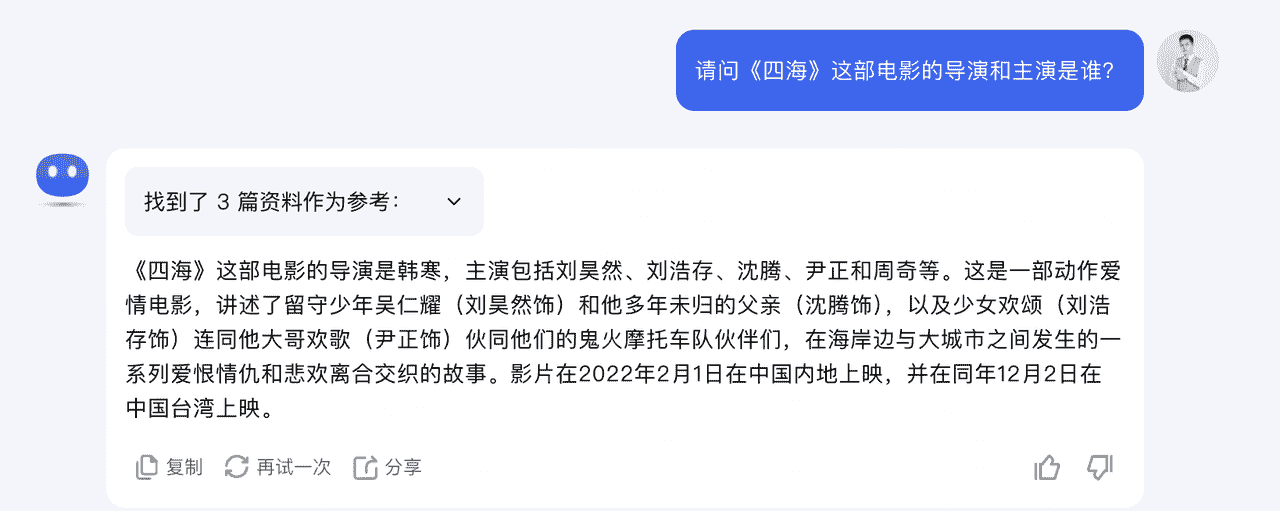 请问《四海》这部电影的导演和主演是谁？
找到了 3 篇资料作为参考：
《四海》这部电影的导演是韩寒，主演包括刘昊然、刘浩存、沈腾、尹正和周奇等。这是一部动作爱
情电影，讲述了留守少年吴仁耀（刘昊然饰）和他多年未归的父亲（沈腾饰），以及少女欢颂（刘浩
存饰）连同他大哥欢歌（尹正饰）伙同他们的鬼火摩托车队伙伴们，在海岸边与大城市之间发生的一
系列爱恨情仇和悲欢离合交织的故事。影片在2022年2月1日在中国内地上映，并在同年12月2日在
中国台湾上映。
复制 再试一次 分享